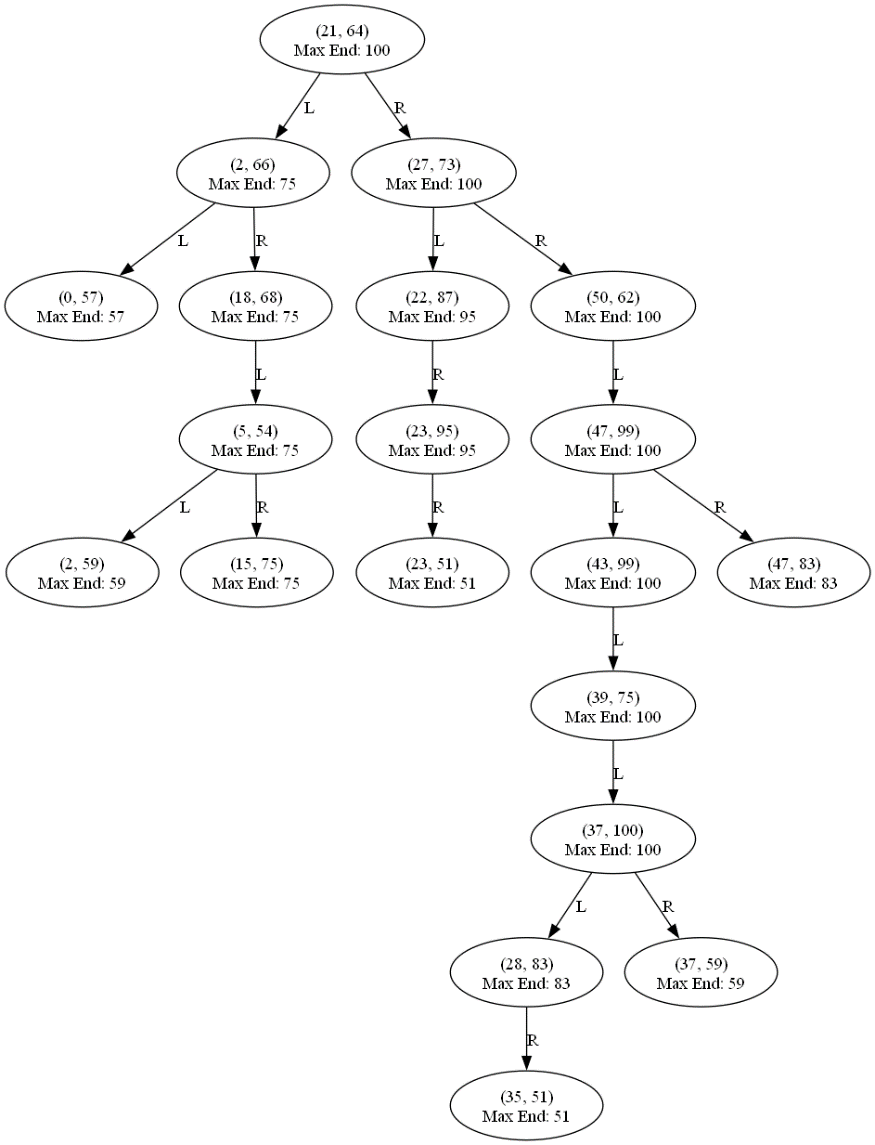 (21, 64)
Max End: 100
L
R
(2, 66)
Max End: 75
(27, 73)
Max End: 100
L
R
L
R
(0, 57)
Max End: 57
(18, 68)
Max End: 75
(22, 87)
Max End: 95
(50, 62)
Max End: 100
L
R
L
(5, 54)
Max End: 75
(23, 95)
Max End: 95
(47, 99)
Max End: 100
L
R
R
L
R
(2, 59)
Max End: 59
(15, 75)
Max End: 75
(23, 51)
Max End: 51
(43, 99)
Max End: 100
(47, 83)
Max End: 83
L
(39, 75)
Max End: 100
L
(37, 100)
Max End: 100
L
R
(28, 83)
Max End: 83
(37, 59)
Max End: 59
R
(35, 51)
Max End: 51